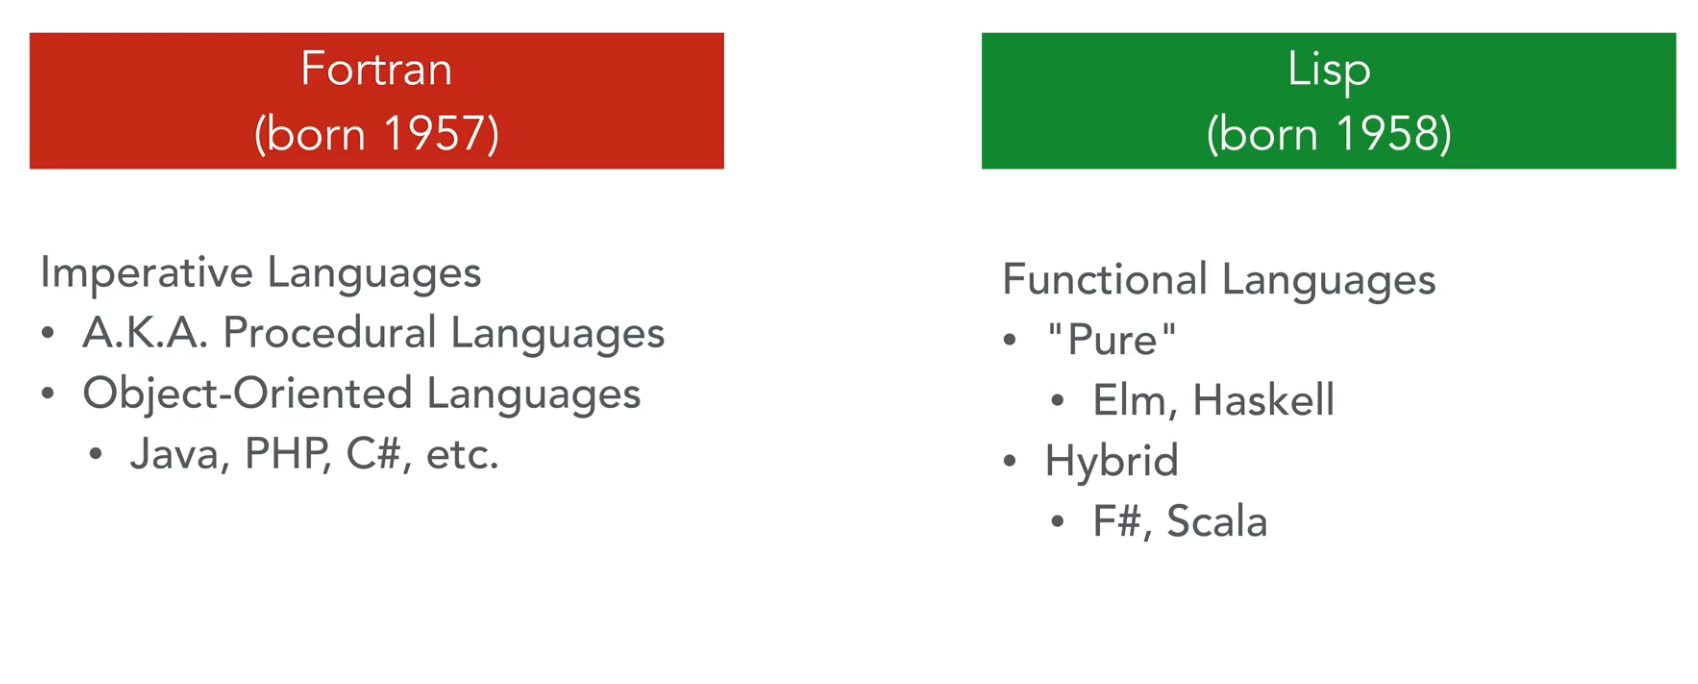 Fortran
(born 1957)
Imperative Languages
• A.K.A. Procedural Languages
• Object-Oriented Languages
• Java, PHP, C#, etc.
Lisp
(born 1958)
Functional Languages
• "Pure"
• Elm, Haskell
• Hybrid
• F#, Scala